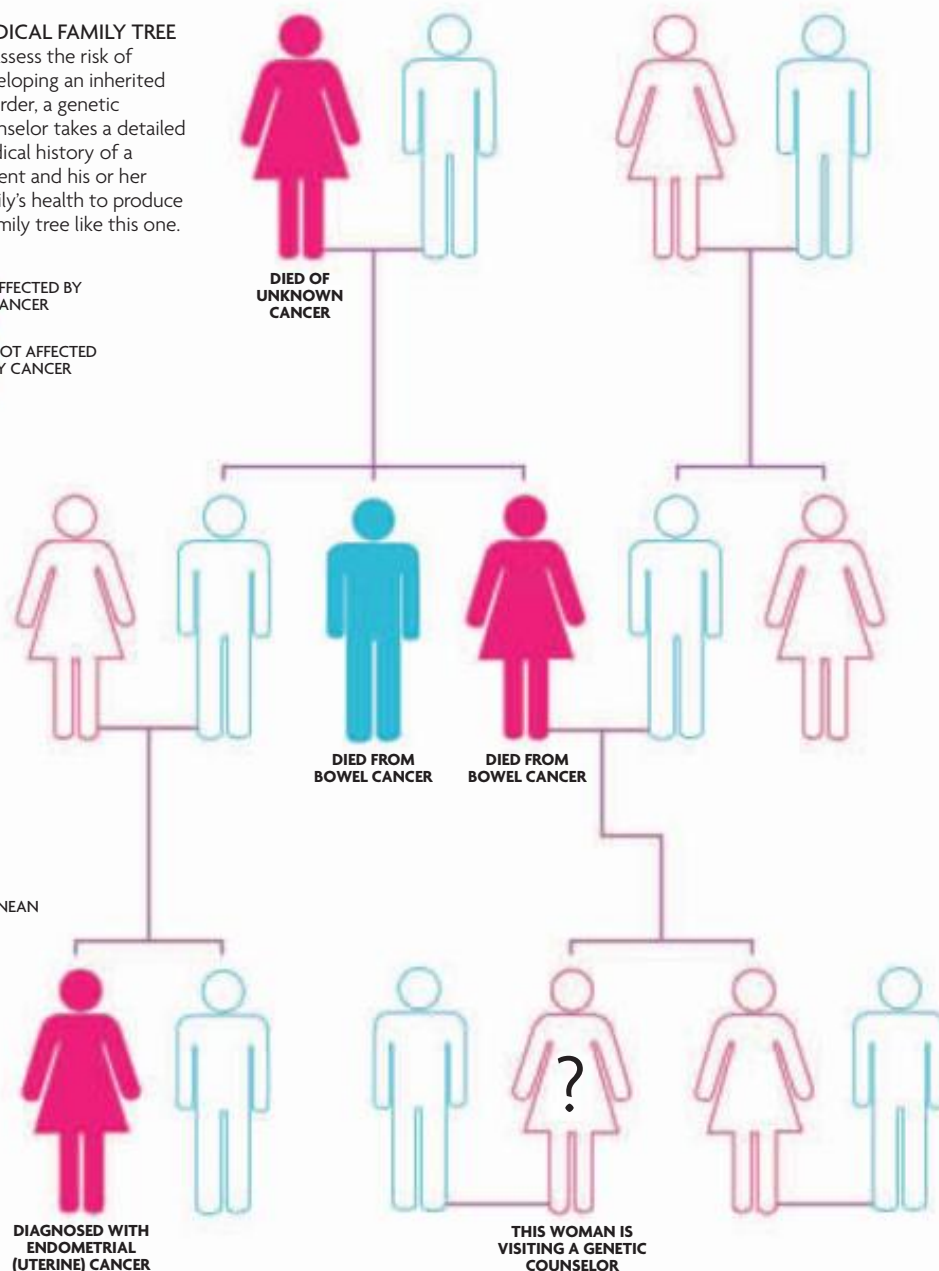 DICAL FAMILY TREE
ssess the risk of
eloping an inherited
rder, a genetic
nselor takes a detailed
dical history of a
ent and his or her
ily's health to produce
mily tree like this one.
FFECTED BY
ANCER
OT AFFECTED
Y CANCER
DIED OF
UNKNOWN
CANCER
DIED FROM
BOWEL CANCER
DIED FROM
BOWEL CANCER
NEAN
?
DIAGNOSED WITH
ENDOMETRIAL
(UTERINE) CANCER
THIS WOMAN IS
VISITING A GENETIC
COUNSELOR